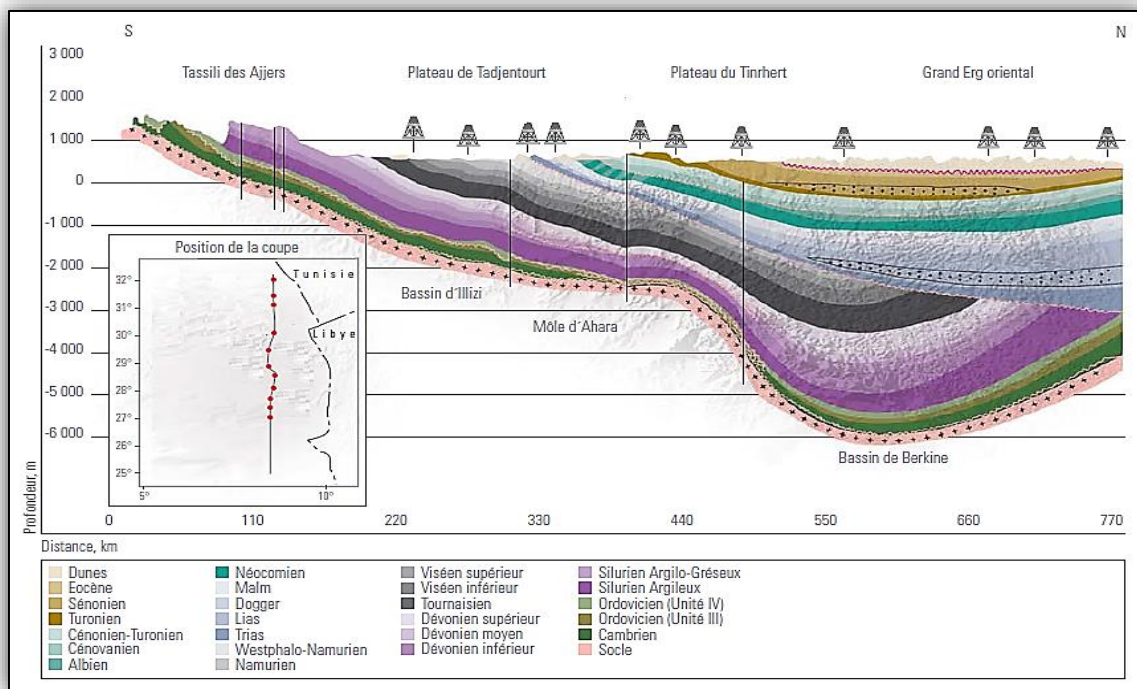 S
N
3 000
2 000
1 000
0
-1 000
-2 000
-3 000
-4 000
-5 000
-6 000
Profondeur, m
Tassili des Ajjers
Plateau de Tadjentourt
Plateau du Tinrhert
Grand Erg oriental
Bassin d'Illizi
Môle d'Ahara
Bassin de Berkine
Position de la coupe
32°
31°
30°
29°
28°
27°
26°
25°
5°
10°
Tunisie
Libye
0
110
220
330
440
550
660
770
Distance, km
Dunes
Eocène
Sénonien
Turonien
Cénonien-Turonien
Cénovanien
Albien
Néocomien
Malm
Dogger
Lias
Trias
Westphalo-Namurien
Namurien
Viséen supérieur
Viséen inférieur
Tournaisien
Dévonien supérieur
Dévonien moyen
Dévonien inférieur
Silurien Argilo-Gréseux
Silurien Argileux
Ordovicien (Unité IV)
Ordovicien (Unité III)
Cambrien
Socle